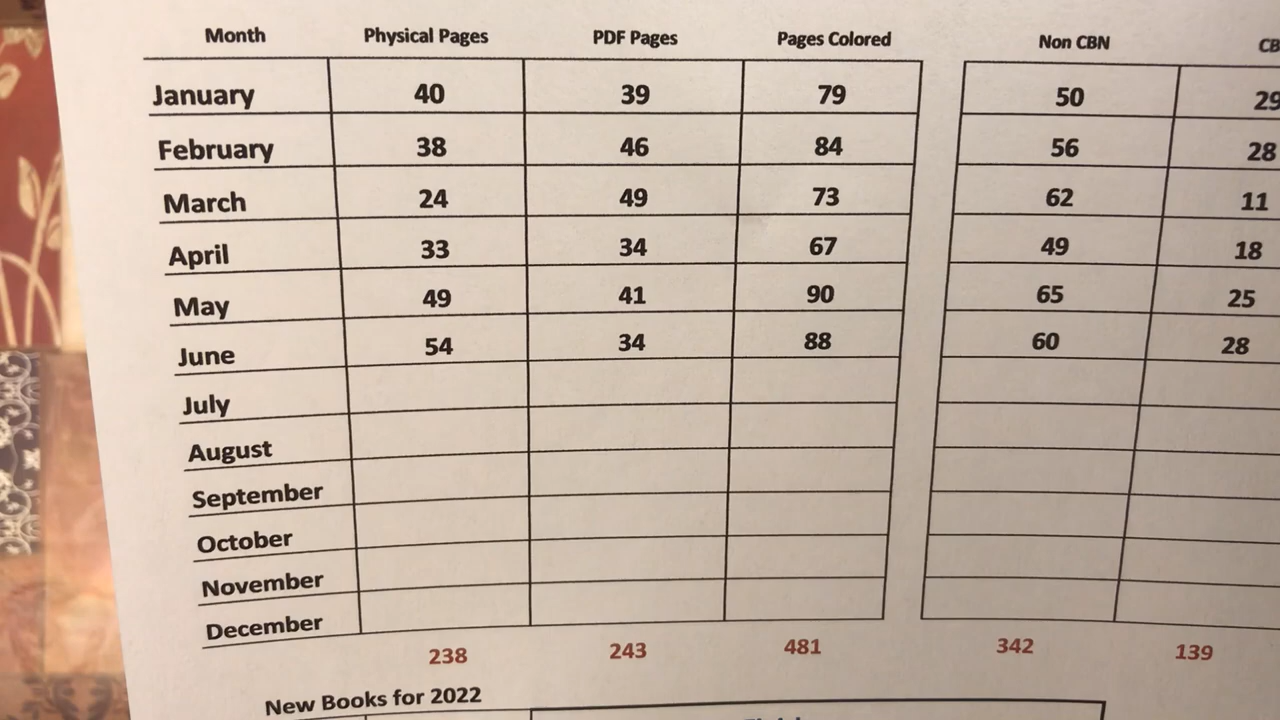 Month Physical Pages PDF Pages Pages Colored Non CBN
January 40 39 79 50 29
February 38 46 84 56 28
March 24 49 73 62 11
April 33 34 67 49 18
May 49 41 90 65 25
June 54 34 88 60 28
July
August
September
October
November
December
238 243 481 342 139
New Books for 2022